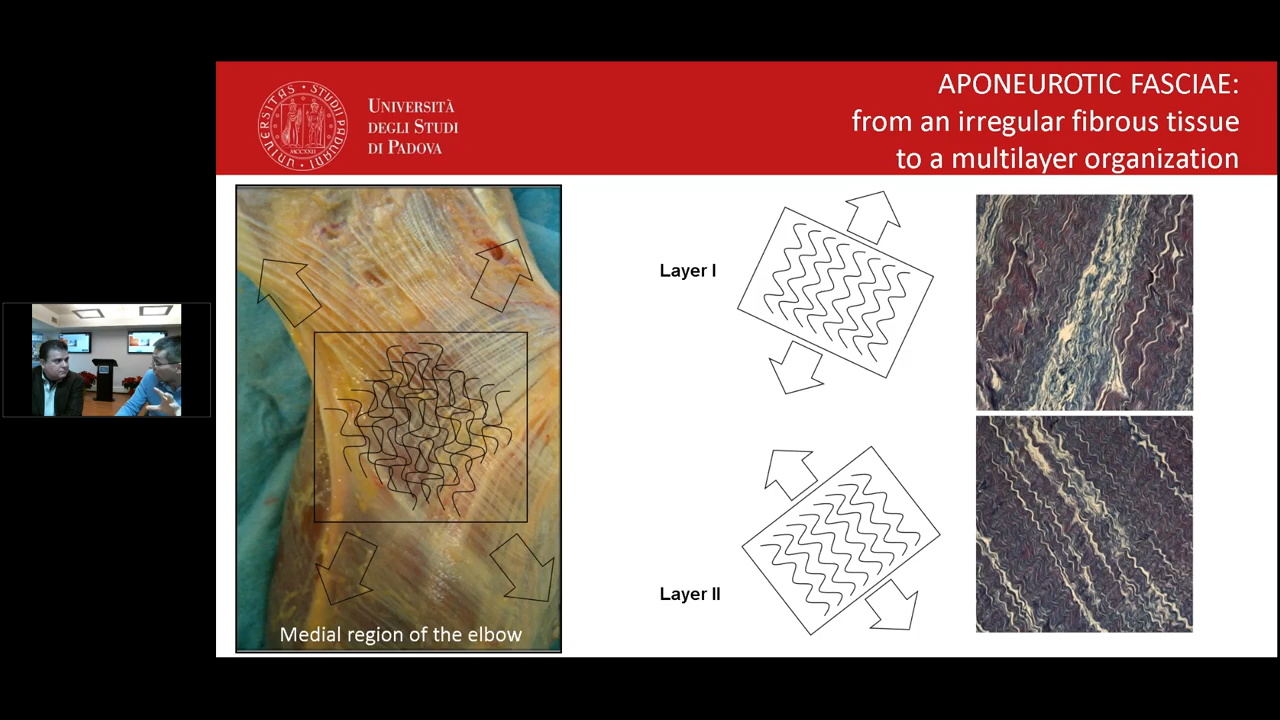 UNIVERSITÀ
DEGLI STUDI
DI PADOVA
APONEUROTIC FASCIAE:
from an irregular fibrous tissue
to a multilayer organization
Layer I
Layer II
Medial region of the elbow